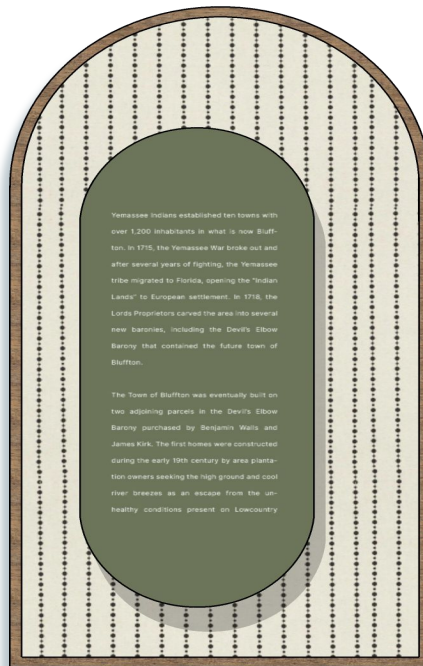 Yemassee Indians established ten towns with
over 1,200 inhabitants in what is now Bluff-
ton. In 1715, the Yemassee War broke out and
after several years of fighting, the Yemassee
tribe migrated to Florida, opening the "Indian
Lands" to European settlement. In 1718, the
Lords Proprietors carved the area into several
new baronies, including the Devil's Elbow
Barony that contained the future town of
Bluffton.
The Town of Bluffton was eventually built on
two adjoining parcels in the Devil's Elbow
Barony purchased by Benjamin Walls and
James Kirk. The first homes were constructed
during the early 19th century by area planta-
tion owners seeking the high ground and cool
river breezes as an escape from the un-
healthy conditions present on Lowcountry